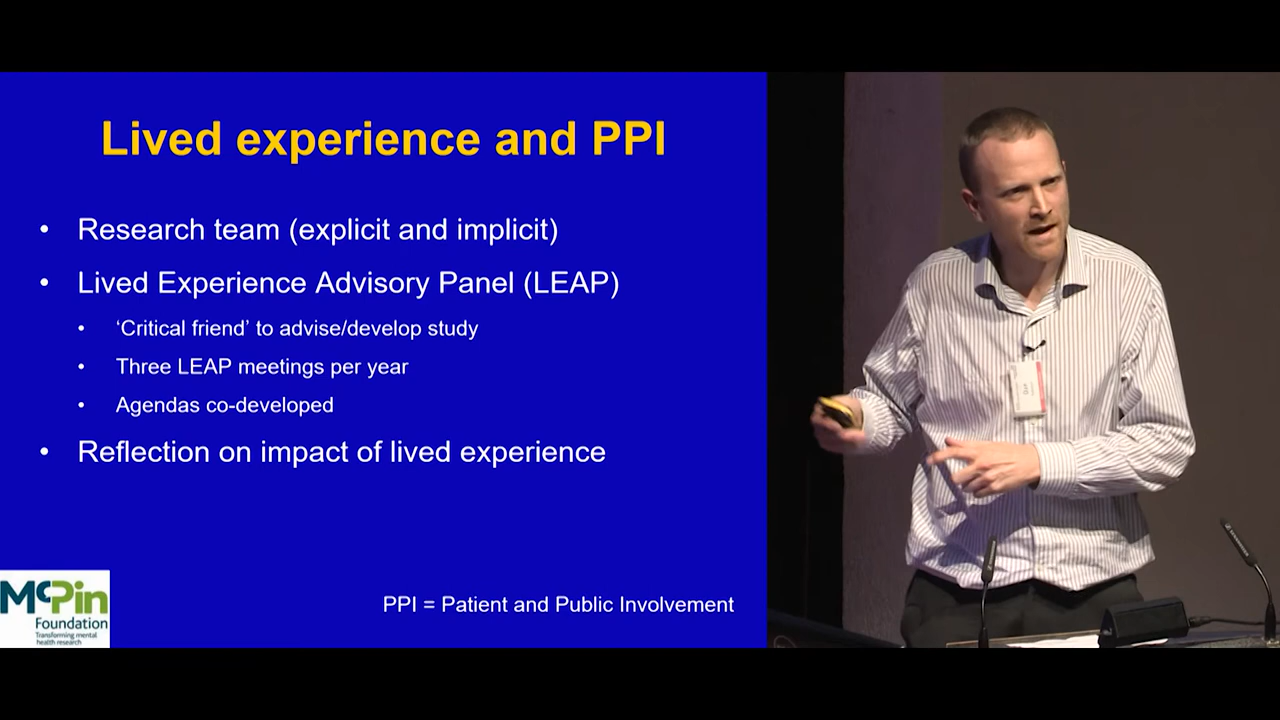 Lived experience and PPI
• Research team (explicit and implicit)
• Lived Experience Advisory Panel (LEAP)
• ‘Critical friend’ to advise/develop study
• Three LEAP meetings per year
• Agendas co-developed
• Reflection on impact of lived experience
McPin
Foundation
Transforming mental
health research
PPI = Patient and Public Involvement